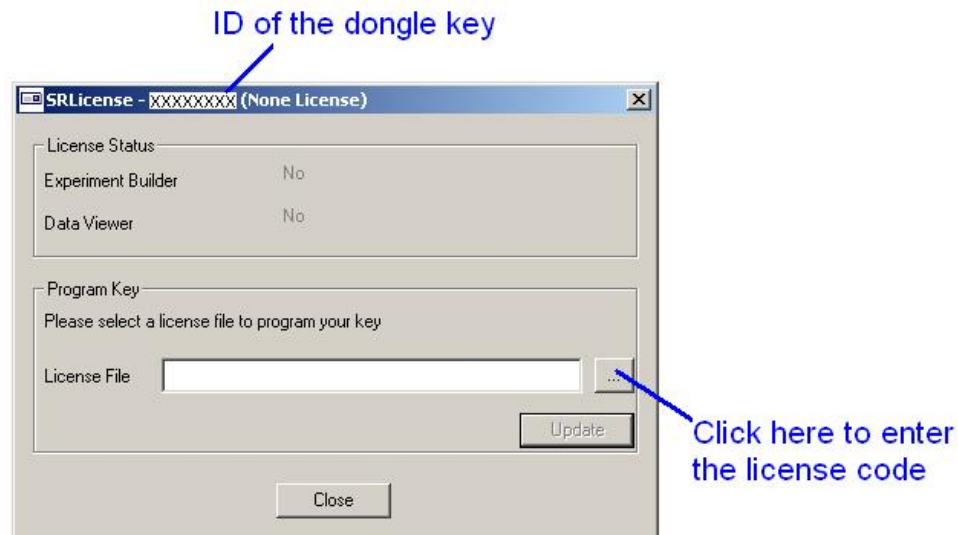 ID of the dongle key
SRLicense - XXXXXXXX (None License)
License Status
Experiment Builder No
Data Viewer No
Program Key
Please select a license file to program your key
License File ...
Update
Click here to enter
the license code
Close